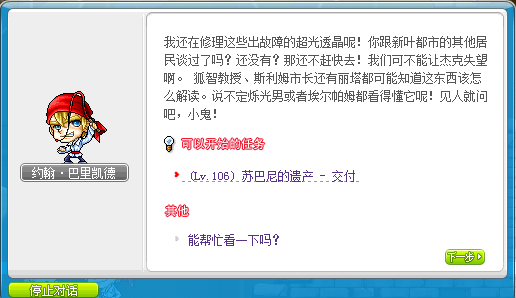 我还在修理这些出故障的超光透晶呢！你跟新叶都市的其他居
民谈过了吗？还没有？那还不赶快去！我们可不能让杰克失望
啊。 狐智教授、斯利姆市长还有丽塔都可能知道这东西该怎
么解读。说不定烁光男或者埃尔帕姆都看得懂它呢！见人就问
吧，小鬼！
可以开始的任务
(Lv.106) 苏巴尼的遗产 - 交付
其他
能帮忙看一下吗？
约翰·巴里凯德
下一步
停止对话